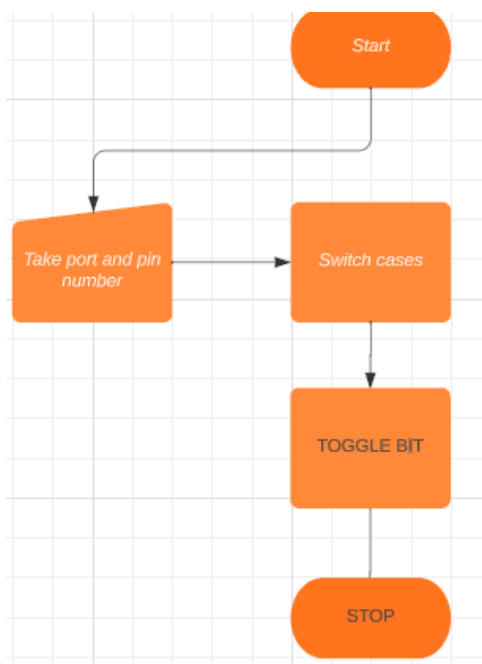 Start
Take port and pin
number
Switch cases
TOGGLE BIT
STOP